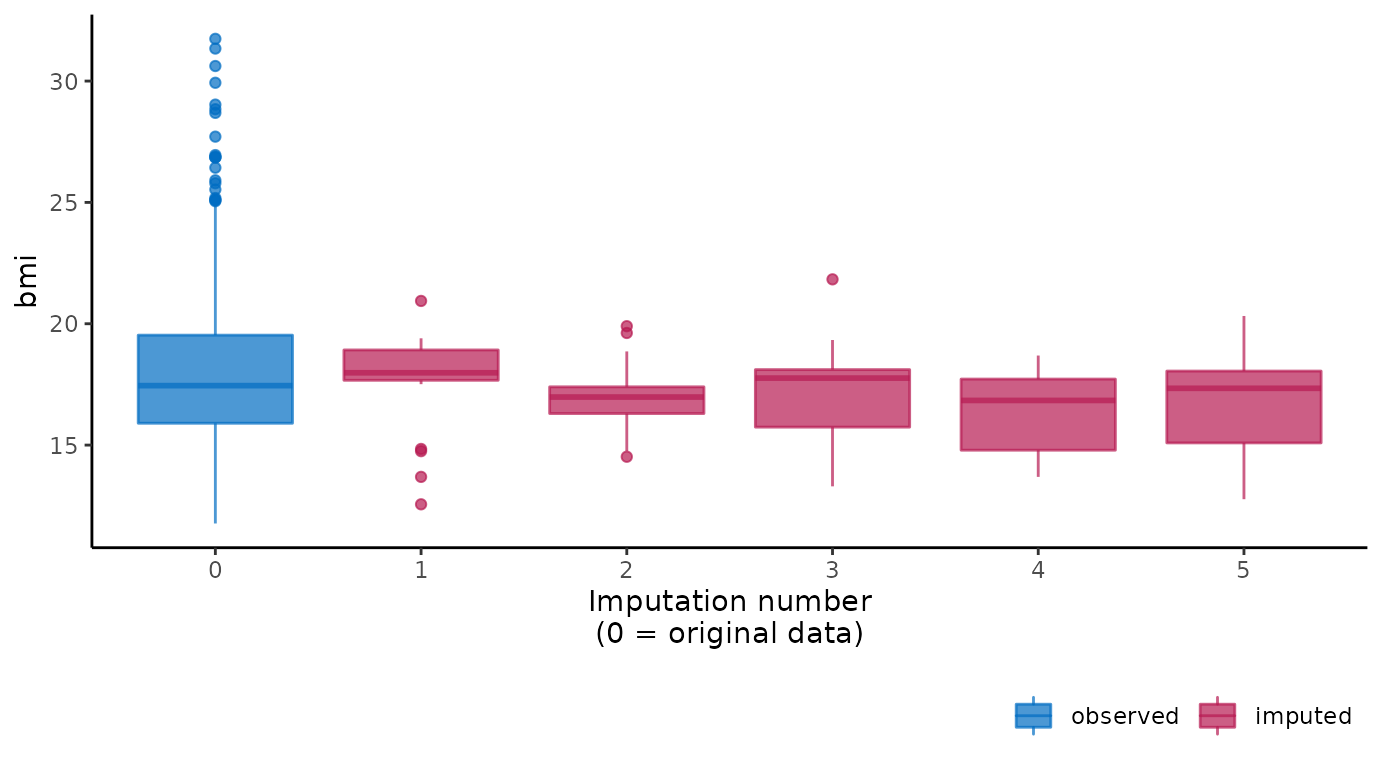 30
25
20
15
bmi
0 1 2 3 4 5
Imputation number
(0 = original data)
observed imputed